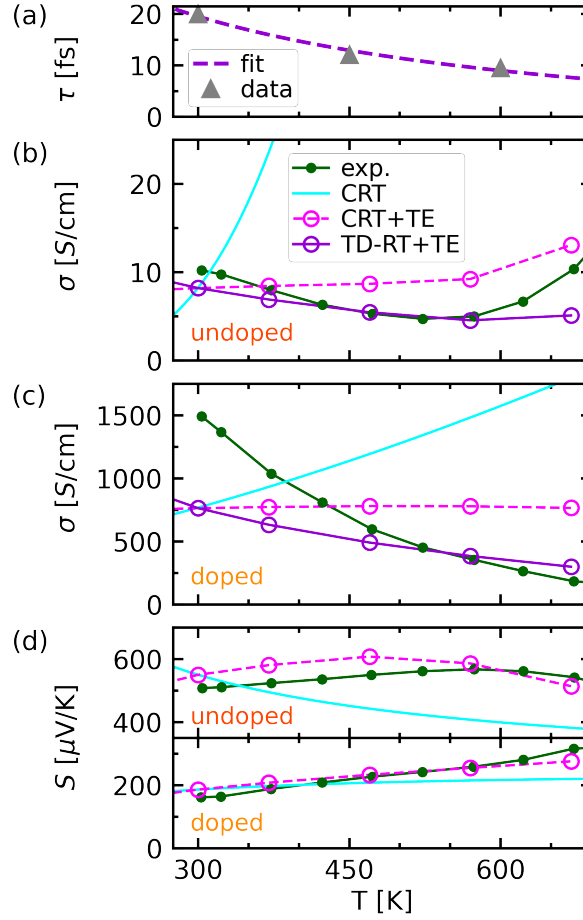 (a)
τ [fs]
20
10
0
fit
data
(b)
σ [S/cm]
20
10
0
exp.
CRT
CRT+TE
TD-RT+TE
undoped
(c)
σ [S/cm]
1500
1000
500
0
doped
(d)
S [μV/K]
600
400
undoped
200
0
doped
300 450 600
T [K]